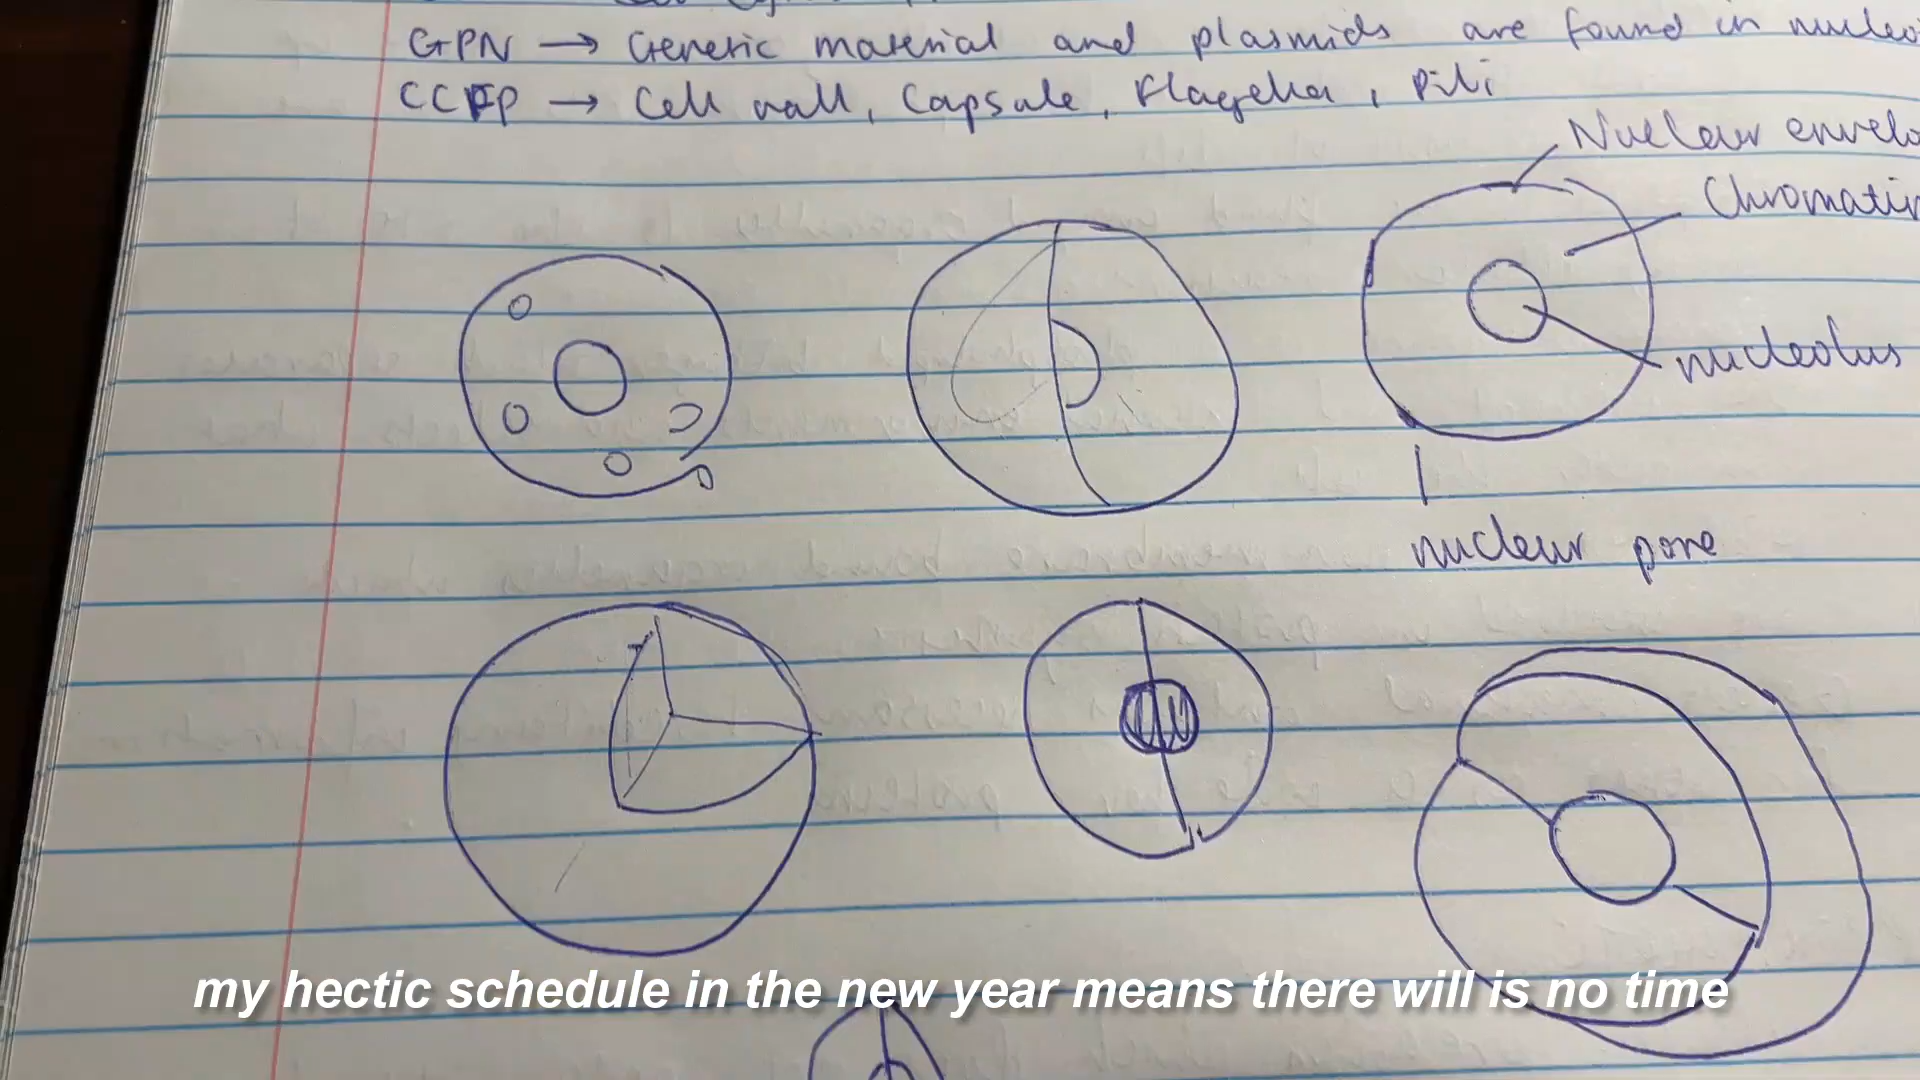 GPN → Genetic material and plasmids are found in nucleo
CCFP → Cell wall, Capsule, Flagella, Pili
Nuclear envelo
Chromatin
nucleolus
nuclear pore
my hectic schedule in the new year means there will is no time